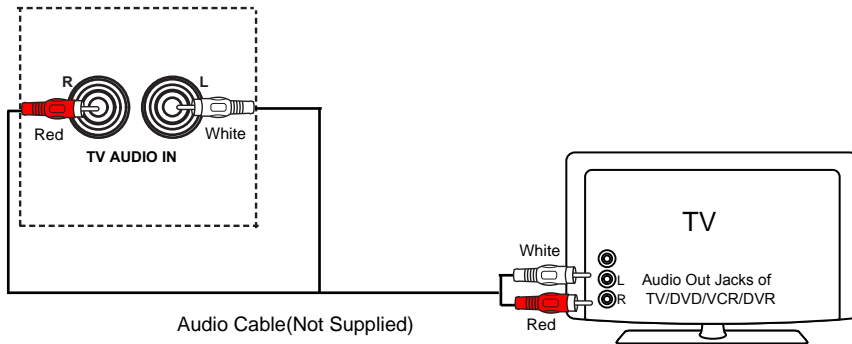 R L
Red White
TV AUDIO IN
TV
White
L Audio Out Jacks of
R TV/DVD/VCR/DVR
Red
Audio Cable(Not Supplied)